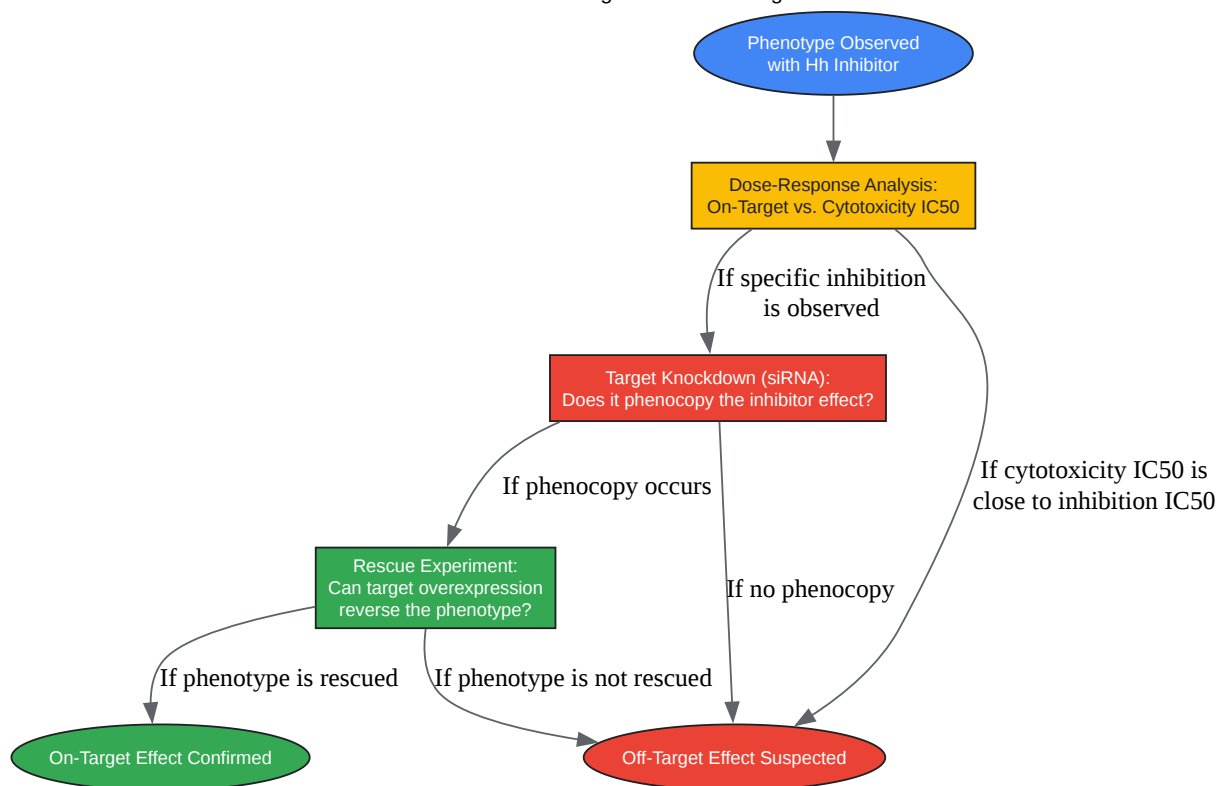 Phenotype Observed
with Hh Inhibitor
Dose-Response Analysis:
On-Target vs. Cytotoxicity IC50
If specific inhibition
is observed
Target Knockdown (siRNA):
Does it phenocopy the inhibitor effect?
If cytotoxicity IC50 is
close to inhibition IC50
If phenocopy occurs
Rescue Experiment:
Can target overexpression
reverse the phenotype?
If no phenocopy
If phenotype is rescued
If phenotype is not rescued
On-Target Effect Confirmed
Off-Target Effect Suspected